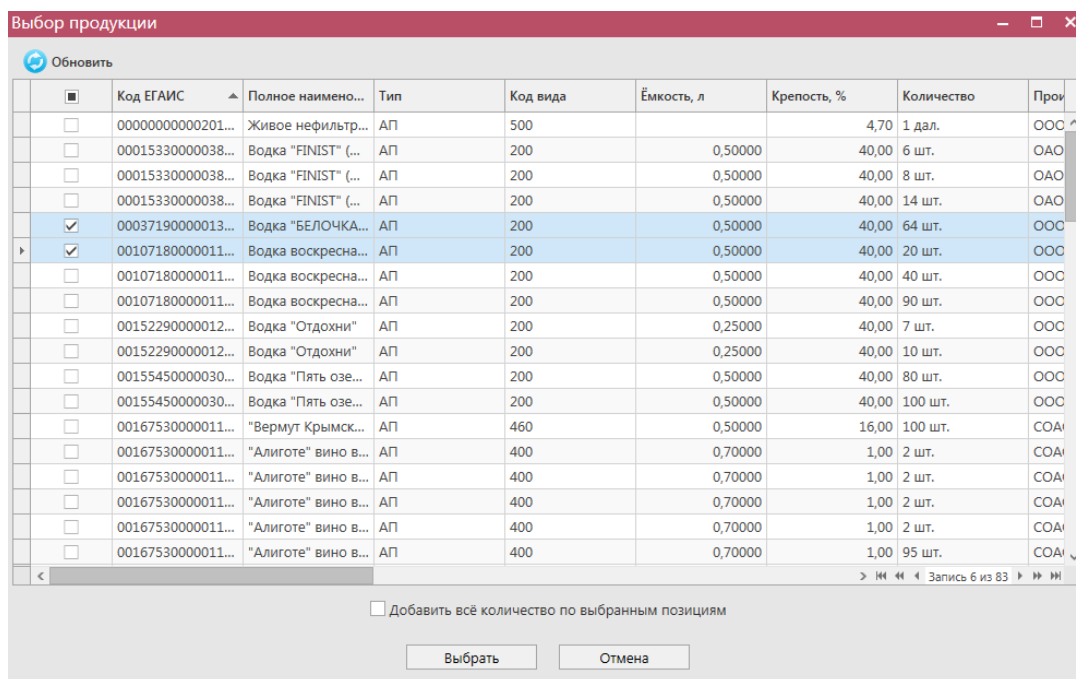 Выбор продукции
Обновить
Код ЕГАИС Полное наимено... Тип Код вида Ёмкость, л Крепость, % Количество Прои
00000000000201... Живое нефильтр... АП 500 4,70 1 дал. ООО
00015330000038... Водка "FINIST" (... АП 200 0,50000 40,00 6 шт. ОАО
00015330000038... Водка "FINIST" (... АП 200 0,50000 40,00 8 шт. ОАО
00015330000038... Водка "FINIST" (... АП 200 0,50000 40,00 14 шт. ОАО
00037190000013... Водка "БЕЛОЧКА... АП 200 0,50000 40,00 64 шт. ООО
00107180000011... Водка воскресна... АП 200 0,50000 40,00 20 шт. ООО
00107180000011... Водка воскресна... АП 200 0,50000 40,00 40 шт. ООО
00107180000011... Водка воскресна... АП 200 0,50000 40,00 90 шт. ООО
00152290000012... Водка "Отдохни" АП 200 0,25000 40,00 7 шт. ООО
00152290000012... Водка "Отдохни" АП 200 0,25000 40,00 10 шт. ООО
00155450000030... Водка "Пять озе... АП 200 0,50000 40,00 80 шт. ООО
00155450000030... Водка "Пять озе... АП 200 0,50000 40,00 100 шт. ООО
00167530000011... "Вермут Крымск... АП 460 0,50000 16,00 100 шт. СОА
00167530000011... "Алиготе" вино в... АП 400 0,70000 1,00 2 шт. СОА
00167530000011... "Алиготе" вино в... АП 400 0,70000 1,00 2 шт. СОА
00167530000011... "Алиготе" вино в... АП 400 0,70000 1,00 2 шт. СОА
00167530000011... "Алиготе" вино в... АП 400 0,70000 1,00 2 шт. СОА
00167530000011... "Алиготе" вино в... АП 400 0,70000 1,00 95 шт. СОА
Запись 6 из 83
Добавить всё количество по выбранным позициям
Выбрать Отмена